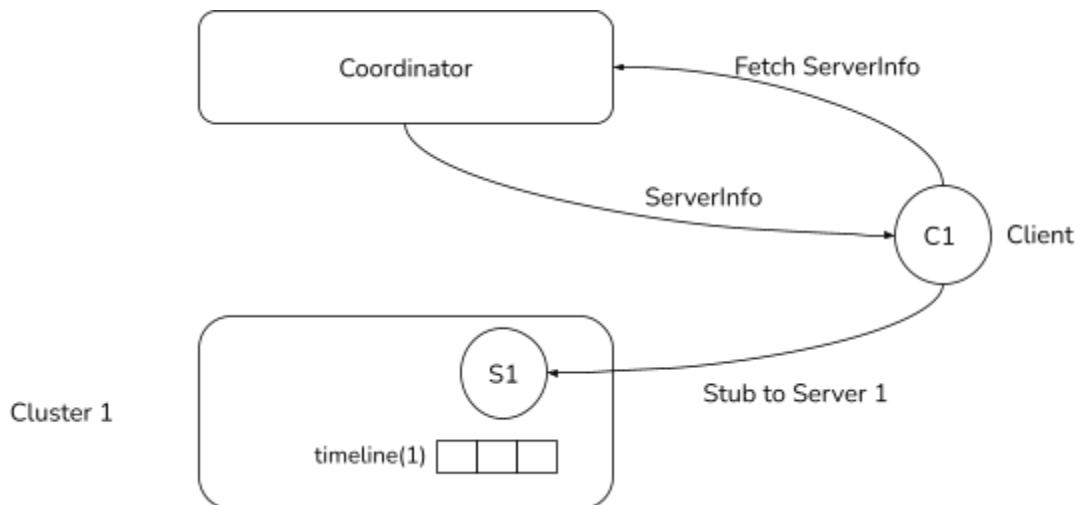 Coordinator
Fetch ServerInfo
ServerInfo
C1
Client
S1
Stub to Server 1
Cluster 1
timeline(1)